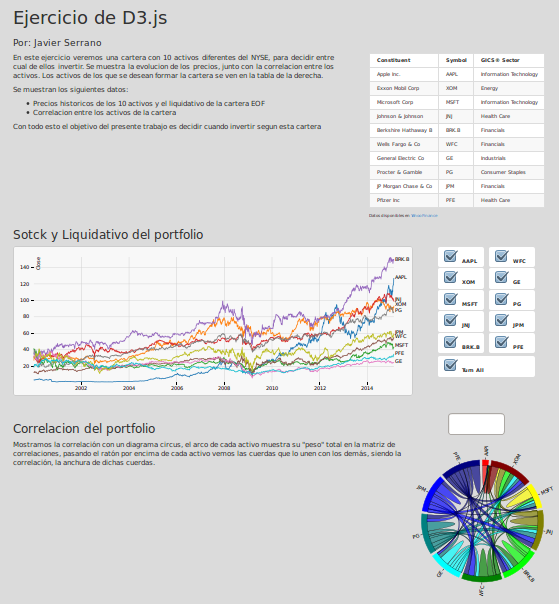 Ejercicio de D3.js
Por: Javier Serrano
En este ejercicio veremos una cartera con 10 activos diferentes del NYSE, para decidir entre
cual de ellos invertir. Se muestra la evolucion de los precios, junto con la correlacion entre los
activos. Los activos de los que se desean formar la cartera se ven en la tabla de la derecha.
Se muestran los siguientes datos:
Precios historicos de los 10 activos y el liquidativo de la cartera EOF
Correlacion entre los activos de la cartera
Con todo esto el objetivo del presente trabajo es decidir cuando invertir segun esta cartera
Constituent Symbol GICS® Sector
Apple Inc. AAPL Information Technology
Exxon Mobil Corp XOM Energy
Microsoft Corp MSFT Information Technology
Johnson & Johnson JNJ Health Care
Berkshire Hathaway B BRK.B Financials
Wells Fargo & Co WFC Financials
General Electric Co GE Industrials
Procter & Gamble PG Consumer Staples
JP Morgan Chase & Co JPM Financials
Pfizer Inc PFE Health Care
Datos disponibles en
Sotck y Liquidativo del portfolio
Close
140
120
100
80
60
40
20
2002 2004 2006 2008 2010 2012 2014
BRK.B
AAPL
JNJ
XOM
PG
JPM
WFC
MSFT
PFE
GE
AAPL WFC
XOM GE
MSFT PG
JNJ JPM
BRK.B PFE
Tum All
Correlacion del portfolio
Mostramos la correlación con un diagrama circus, el arco de cada activo muestra su "peso" total en la matriz de
correlaciones, pasando el ratón por encima de cada activo vemos las cuerdas que lo unen con los demás, siendo la
correlación, la anchura de dichas cuerdas.
AAPL
XOM
MSFT
JNJ
BRK.B
WFC
GE
PG
JPM
PFE